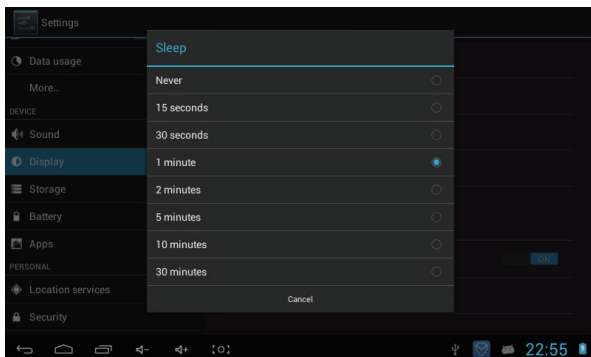 Settings
Data usage
More...
DEVICE
Sound
Display
Storage
Battery
Apps
PERSONAL
Location services
Security
Sleep
Never
15 seconds
30 seconds
1 minute
2 minutes
5 minutes
10 minutes
30 minutes
Cancel
ON
22:55